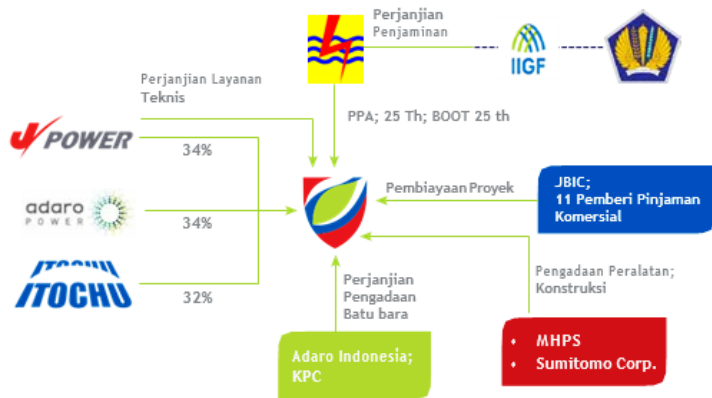 Perjanjian
Penjaminan
IIGF
Perjanjian Layanan
Teknis
PPA; 25 Th; BOOT 25 th
J POWER
34%
Pembiayaan Proyek
JBIC;
11 Pemberi Pinjaman
Komersial
adaro
POWER
34%
ITOCHU
ITOCHU
32%
Perjanjian
Pengadaan
Batu bara
Pengadaan Peralatan;
Konstruksi
Adaro Indonesia;
KPC
• MHPS
• Sumitomo Corp.